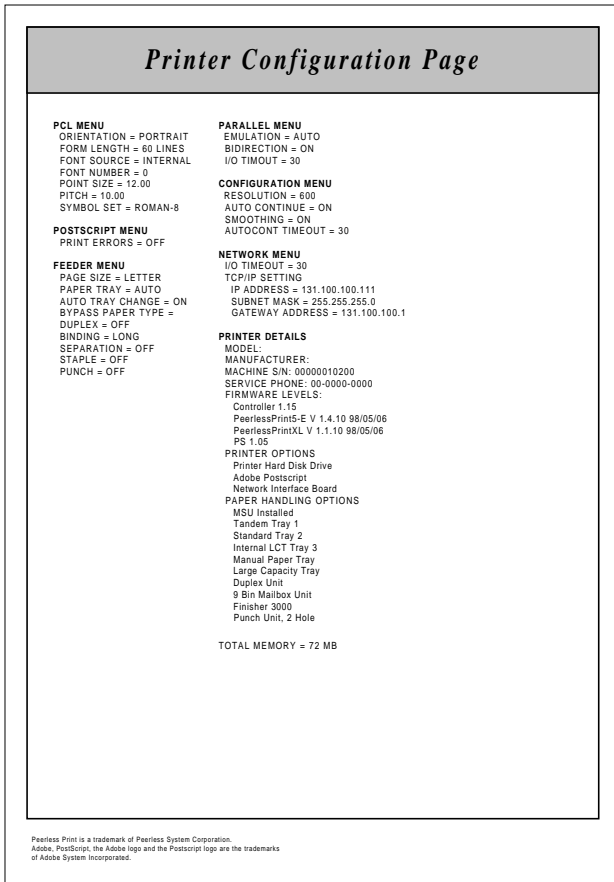 Printer Configuration Page
PCL MENU
ORIENTATION = PORTRAIT
FORM LENGTH = 60 LINES
FONT SOURCE = INTERNAL
FONT NUMBER = 0
POINT SIZE = 12.00
PITCH = 10.00
SYMBOL SET = ROMAN-8
POSTSCRIPT MENU
PRINT ERRORS = OFF
FEEDER MENU
PAGE SIZE = LETTER
PAPER TRAY = AUTO
AUTO TRAY CHANGE = ON
BYPASS PAPER TYPE =
DUPLEX = OFF
BINDING = LONG
SEPARATION = OFF
STAPLE = OFF
PUNCH = OFF
PARALLEL MENU
EMULATION = AUTO
BIDIRECTION = ON
I/O TIMOUT = 30
CONFIGURATION MENU
RESOLUTION = 600
AUTO CONTINUE = ON
SMOOTHING = ON
AUTOCONT TIMEOUT = 30
NETWORK MENU
I/O TIMEOUT = 30
TCP/IP SETTING
IP ADDRESS = 131.100.100.111
SUBNET MASK = 255.255.255.0
GATEWAY ADDRESS = 131.100.100.1
PRINTER DETAILS
MODEL:
MANUFACTURER:
MACHINE S/N: 00000010200
SERVICE PHONE: 00-0000-0000
FIRMWARE LEVELS:
Controller 1.15
PeerlessPrint5-E V 1.4.10 98/05/06
PeerlessPrintXL V 1.1.10 98/05/06
PS 1.05
PRINTER OPTIONS
Printer Hard Disk Drive
Adobe Postscript
Network Interface Board
PAPER HANDLING OPTIONS
MSU Installed
Tandem Tray 1
Standard Tray 2
Internal LCT Tray 3
Manual Paper Tray
Large Capacity Tray
Duplex Unit
9 Bin Mailbox Unit
Finisher 3000
Punch Unit, 2 Hole
TOTAL MEMORY = 72 MB
Peerless Print is a trademark of Peerless System Corporation.
Adobe, PostScript, the Adobe logo and the Postscript logo are the trademarks
of Adobe System Incorporated.